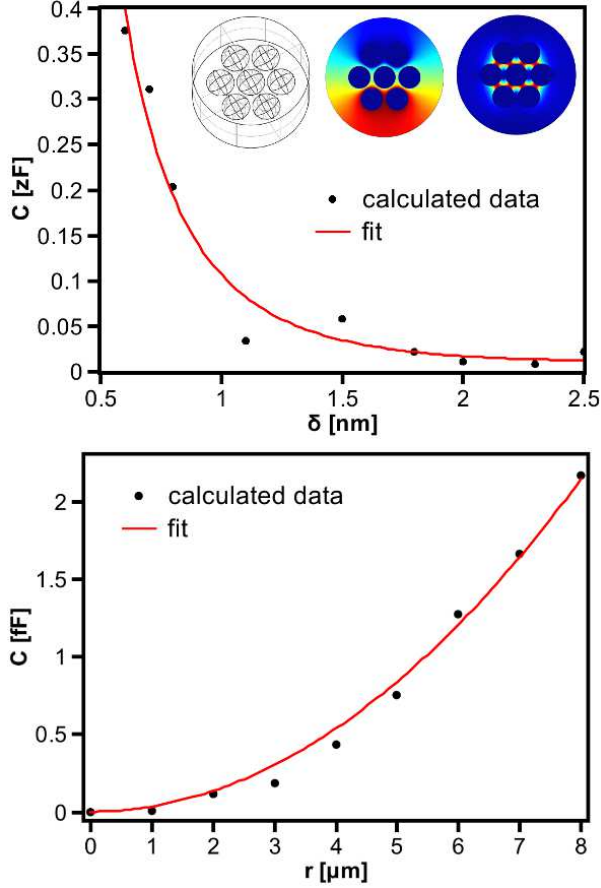 0.4
0.35
0.3
0.25
0.2
0.15
0.1
0.05
0
C [zF]
calculated data
fit
0.5 1 1.5 2 2.5
δ [nm]
2
1.5
1
0.5
0
C [fF]
calculated data
fit
0 1 2 3 4 5 6 7 8
r [µm]